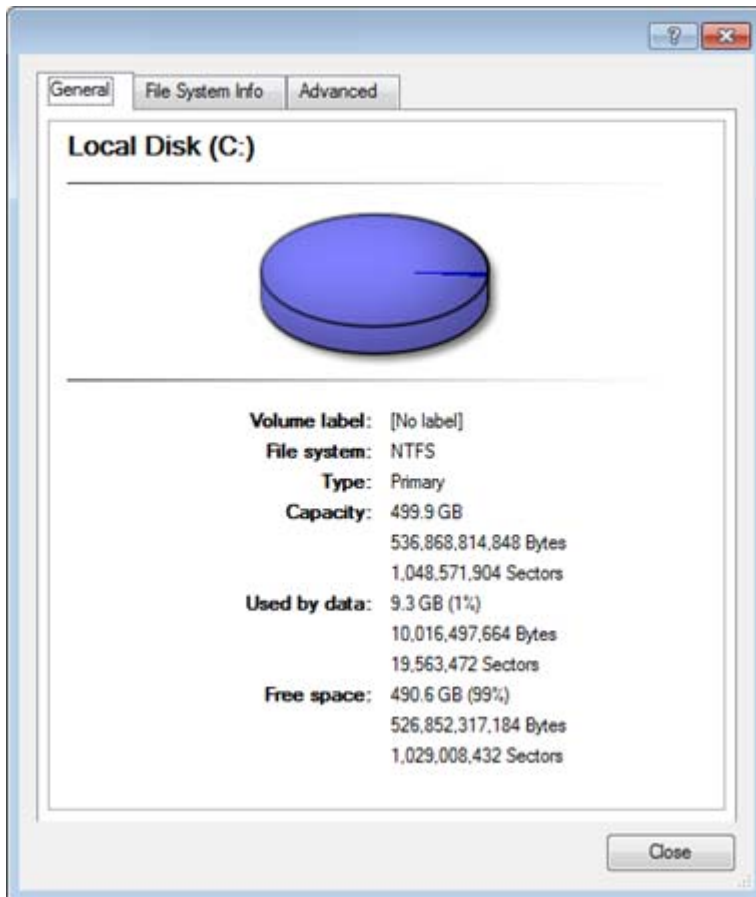 ?
General File System Info Advanced
Local Disk (C:)
Volume label: [No label]
File system: NTFS
Type: Primary
Capacity: 499.9 GB
536,868,814,848 Bytes
1,048,571,904 Sectors
Used by data: 9.3 GB (1%)
10,016,497,664 Bytes
19,563,472 Sectors
Free space: 490.6 GB (99%)
526,852,317,184 Bytes
1,029,008,432 Sectors
Close